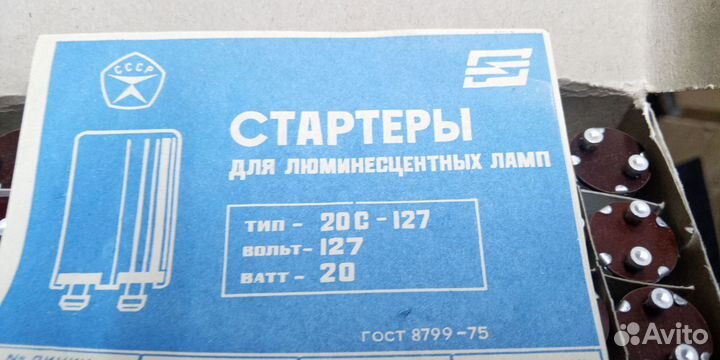 СССР
СТАРТЕРЫ
ДЛЯ ЛЮМИНЕСЦЕНТНЫХ ЛАМП
ТИП - 20С - 127
ВОЛЬТ - 127
ВАТТ - 20
ГОСТ 8799-75
Avito